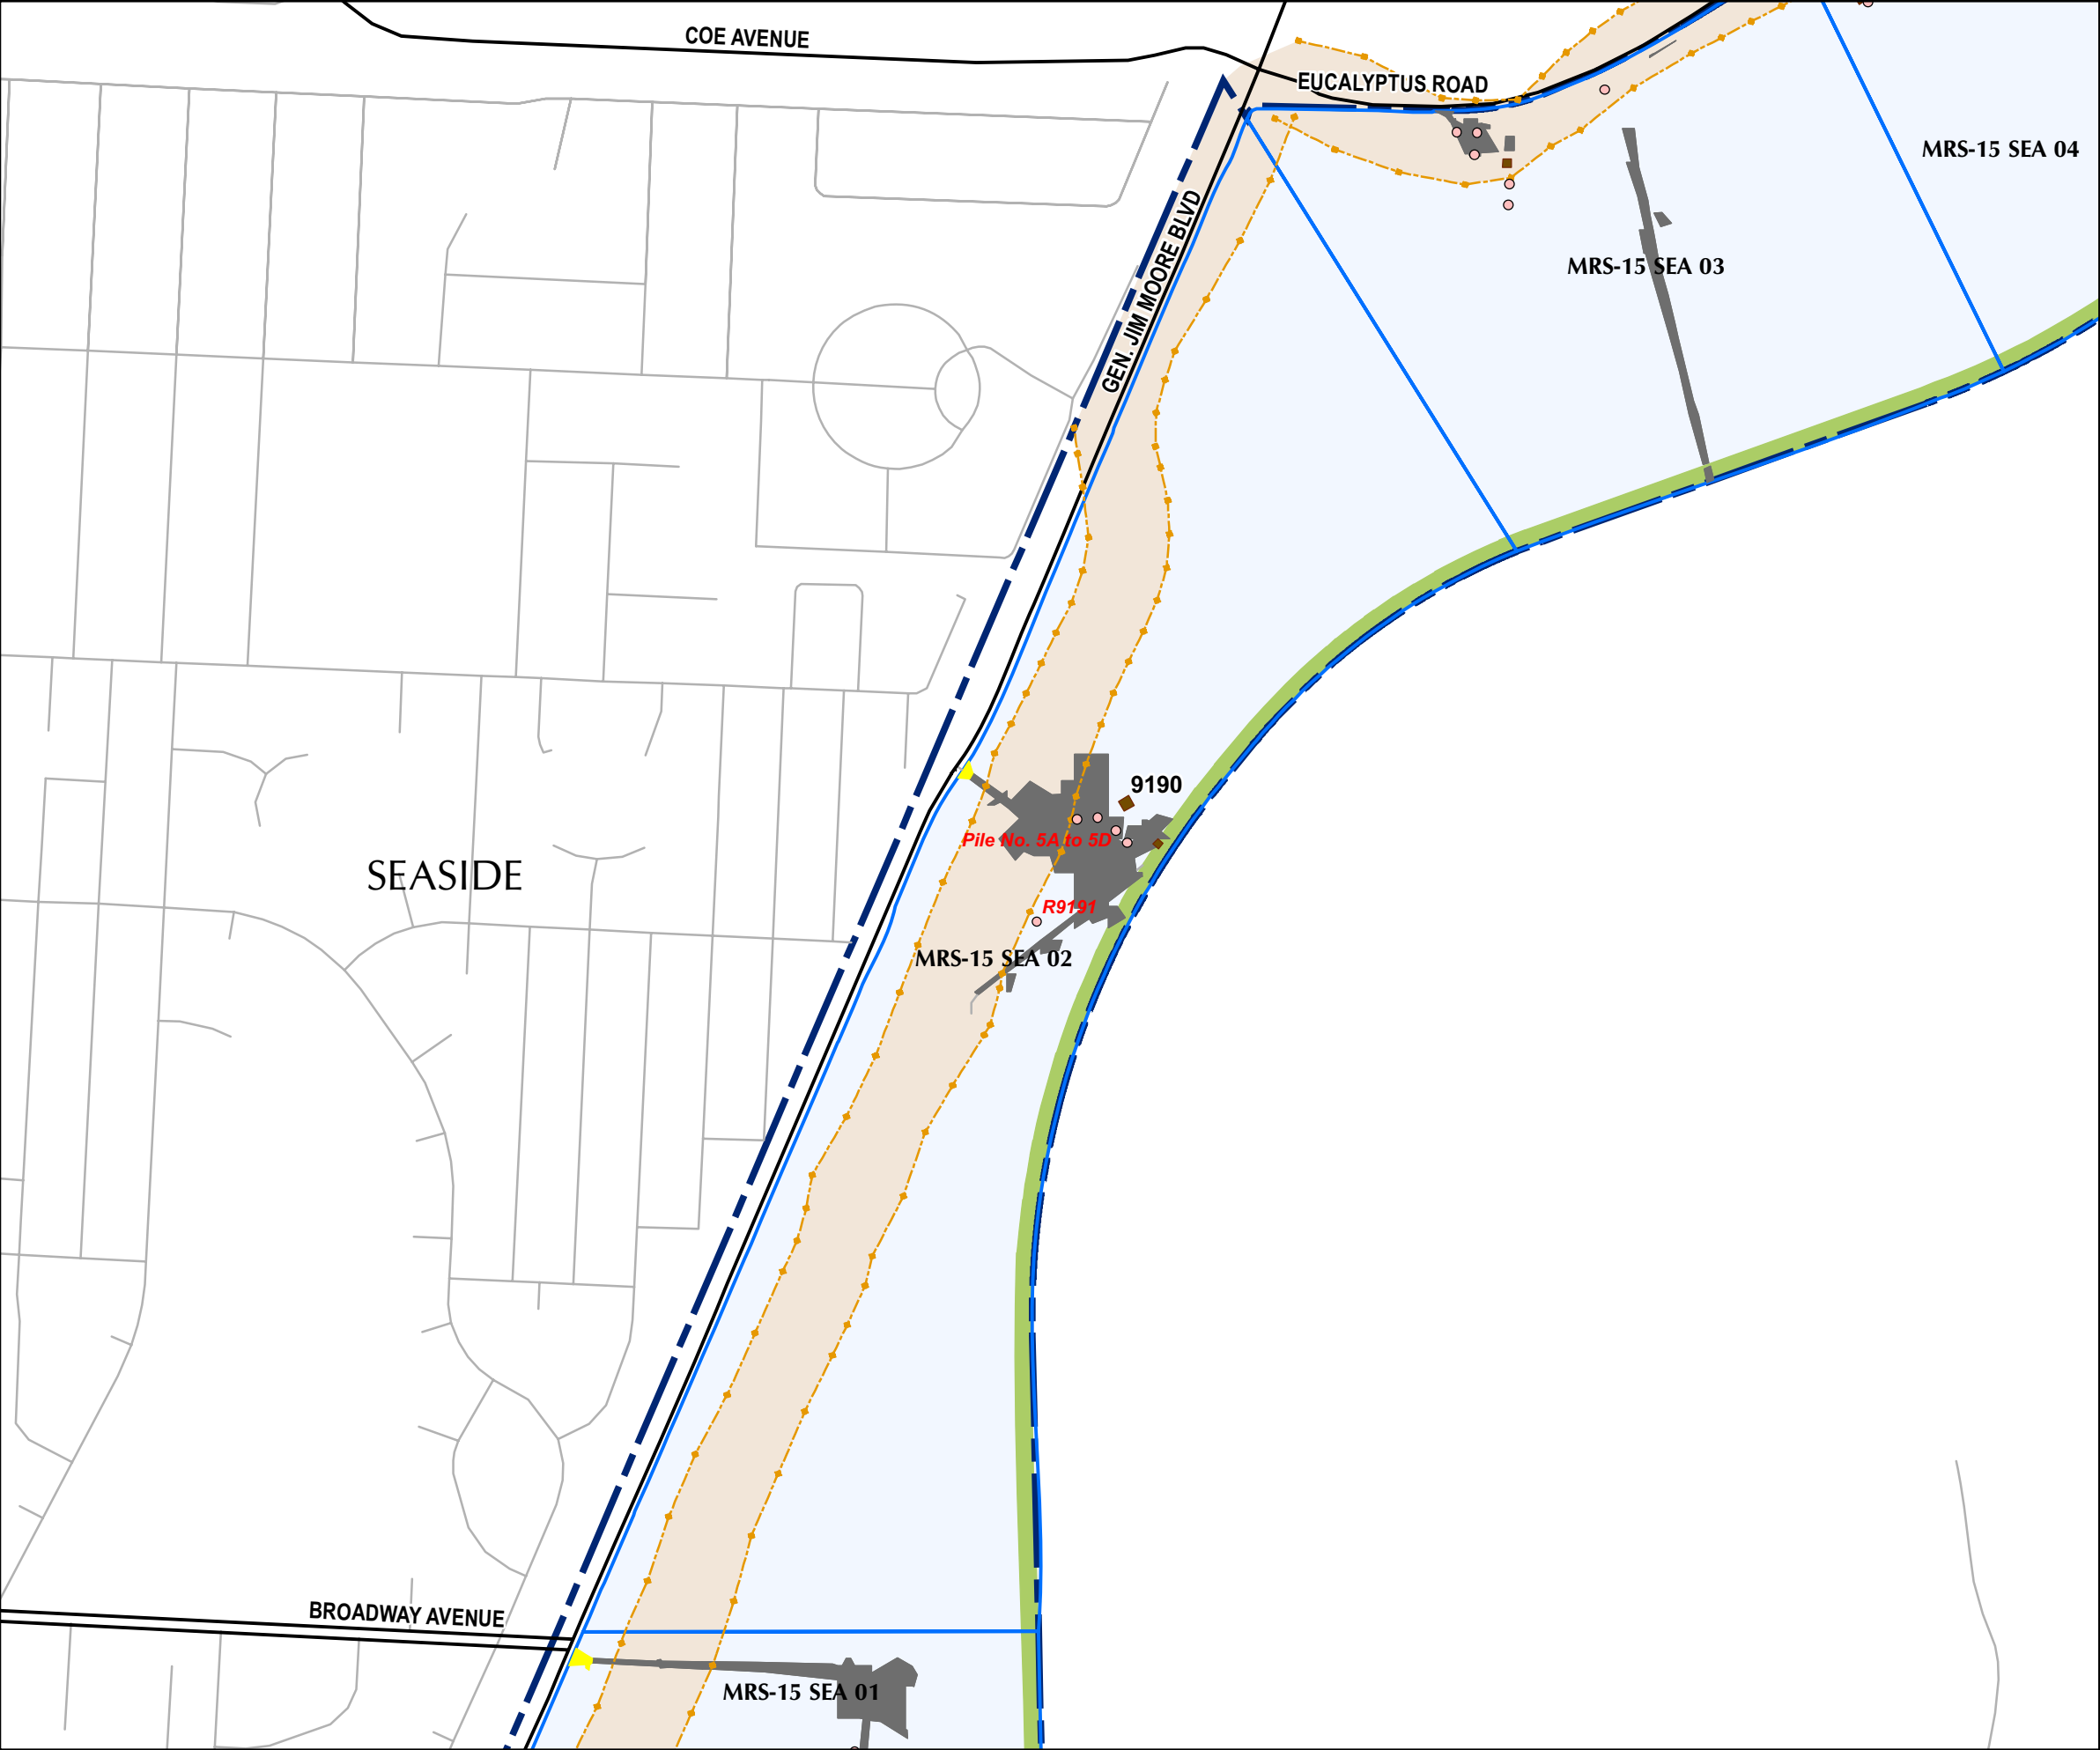 COE AVENUE
EUCALYPTUS ROAD
MRS-15 SEA 04
GEN. JIM MOORE BLVD
MRS-15 SEA 03
9190
Pile No. 5A to 5D
SEASIDE
R9191
MRS-15 SEA 02
BROADWAY AVENUE
MRS-15 SEA 01